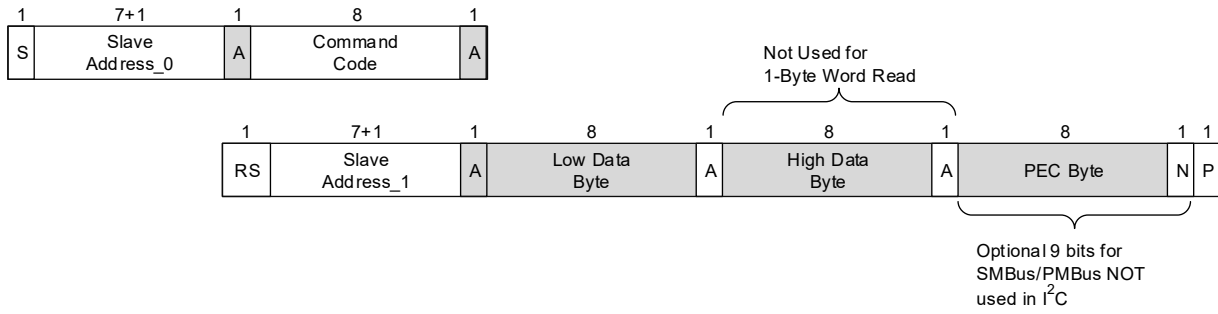 1 7+1 1 8 1
S Slave Address_0 A Command Code A
Not Used for
1-Byte Word Read
1 7+1 1 8 1 8 1 8 1 1
RS Slave Address_1 A Low Data Byte A High Data Byte A PEC Byte N P
Optional 9 bits for
SMBus/PMBus NOT
used in I²C